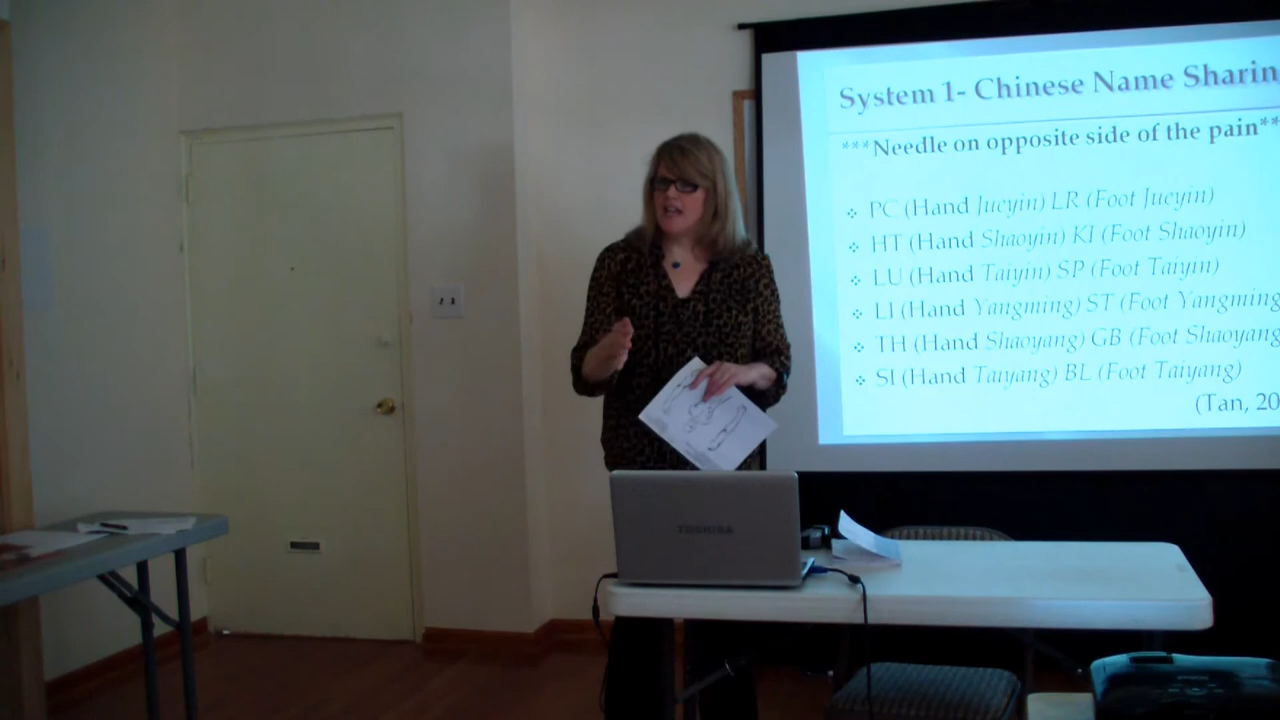 System 1- Chinese Name Sharin
***Needle on opposite side of the pain**
PC (Hand Jueyin) LR (Foot Jueyin)
HT (Hand Shaoyin) KI (Foot Shaoyin)
LU (Hand Taiyin) SP (Foot Taiyin)
LI (Hand Yangming) ST (Foot Yangming
TH (Hand Shaoyang) GB (Foot Shaoyang
SI (Hand Taiyang) BL (Foot Taiyang)
(Tan, 20
TOSHIBA